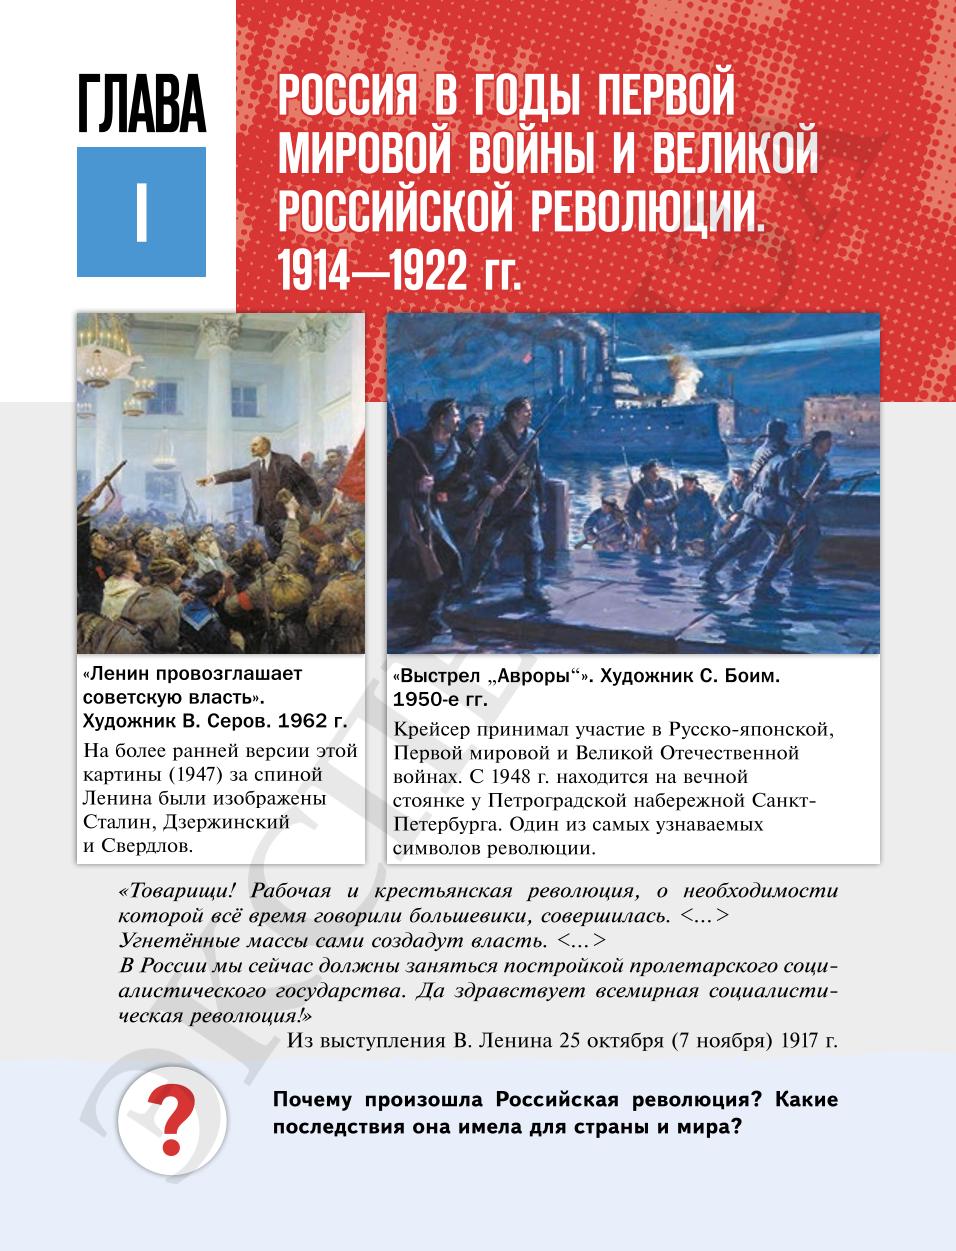 ГЛАВА
I
РОССИЯ В ГОДЫ ПЕРВОЙ
МИРОВОЙ ВОЙНЫ И ВЕЛИКОЙ
РОССИЙСКОЙ РЕВОЛЮЦИИ.
1914—1922 гг.
«Ленин провозглашает
советскую власть».
Художник В. Серов. 1962 г.
На более ранней версии этой
картины (1947) за спиной
Ленина были изображены
Сталин, Дзержинский
и Свердлов.
«Выстрел „Авроры“». Художник С. Боим.
1950-е гг.
Крейсер принимал участие в Русско-японской,
Первой мировой и Великой Отечественной
войнах. С 1948 г. находится на вечной
стоянке у Петроградской набережной Санкт-
Петербурга. Один из самых узнаваемых
символов революции.
«Товарищи! Рабочая и крестьянская революция, о необходимости
которой всё время говорили большевики, совершилась. <...>
Угнетённые массы сами создадут власть. <...>
В России мы сейчас должны заняться постройкой пролетарского соци-
алистического государства. Да здравствует всемирная социалисти-
ческая революция!»
Из выступления В. Ленина 25 октября (7 ноября) 1917 г.
?
Почему произошла Российская революция? Какие
последствия она имела для страны и мира?